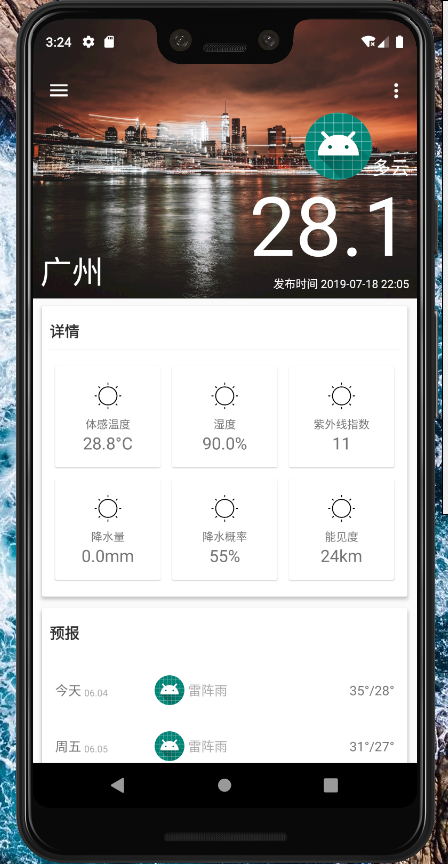 3:24
多云
28.1
广州
发布时间 2019-07-18 22:05
详情
体感温度 湿度 紫外线指数
28.8°C 90.0% 11
降水量 降水概率 能见度
0.0mm 55% 24km
预报
今天 06.04 雷阵雨 35°/28°
周五 06.05 雷阵雨 31°/27°